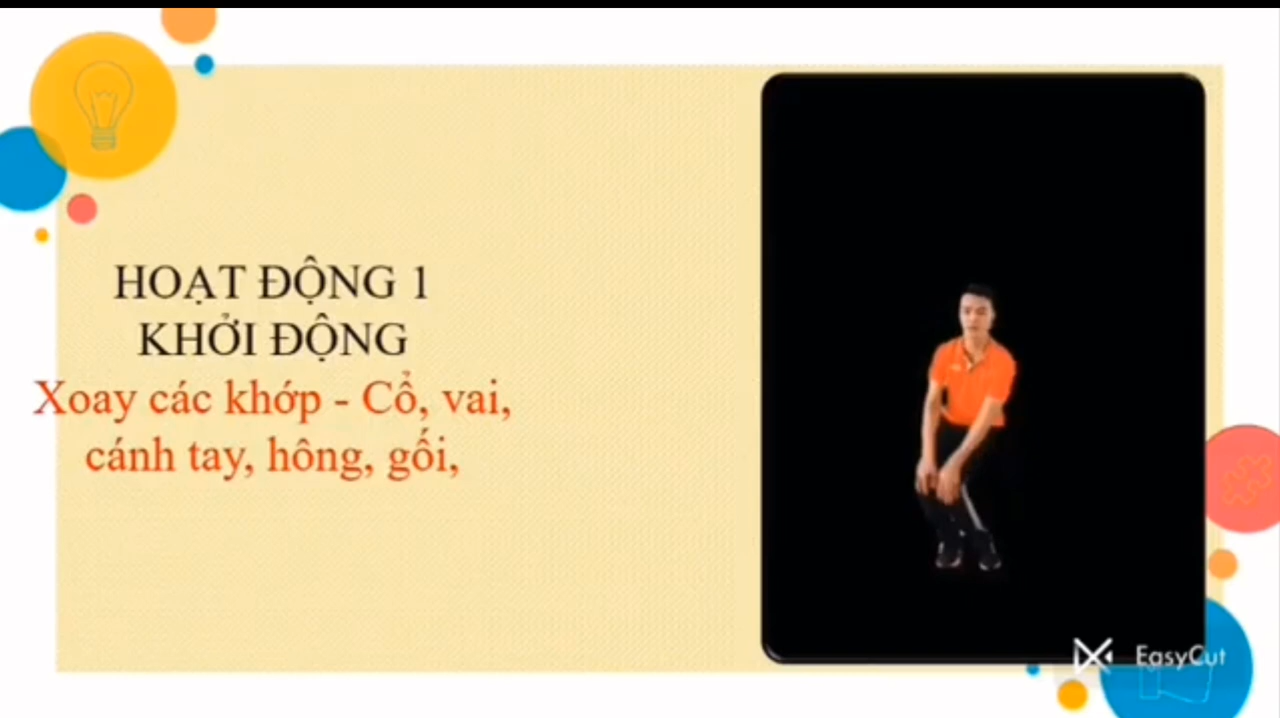 HOẠT ĐỘNG 1
KHỞI ĐỘNG
Xoay các khớp - Cổ, vai,
cánh tay, hông, gối,
EasyCut